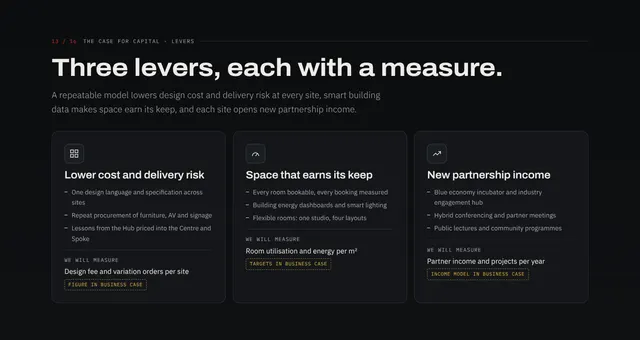 12 / 16 THE CASE FOR CAPITAL · LEVERS
Three levers, each with a measure.
A repeatable model lowers design cost and delivery risk at every site, smart building
data makes space earn its keep, and each site opens new partnership income.
Lower cost and delivery risk
– One design language and specification across
sites
– Repeat procurement of furniture, AV and signage
– Lessons from the Hub priced into the Centre and
Spoke
WE WILL MEASURE
Design fee and variation orders per site
FIGURE IN BUSINESS CASE
Space that earns its keep
– Every room bookable, every booking measured
– Building energy dashboards and smart lighting
– Flexible rooms: one studio, four layouts
WE WILL MEASURE
Room utilisation and energy per m²
TARGETS IN BUSINESS CASE
New partnership income
– Blue economy incubator and industry
engagement hub
– Hybrid conferencing and partner meetings
– Public lectures and community programmes
WE WILL MEASURE
Partner income and projects per year
INCOME MODEL IN BUSINESS CASE